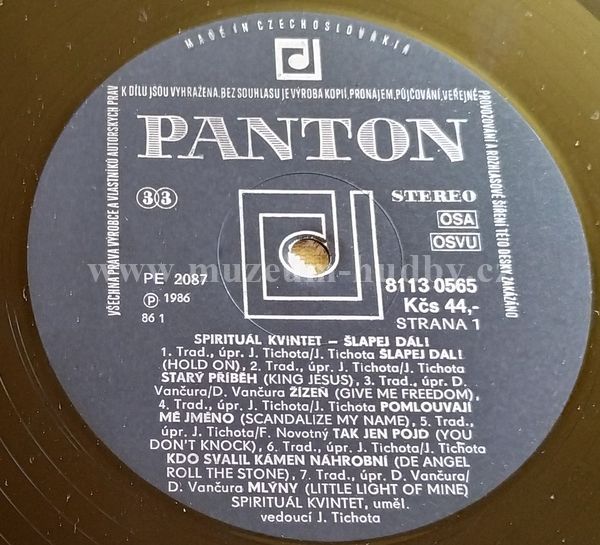 MADE IN CZECHOSLOVAKIA
VŠECHNA PRÁVA VÝROBCE A VLASTNÍKŮ AUTORSKÝCH PRÁV
K DÍLU JSOU VYHRAŽENA. BEZ SOUHLASU JE VÝROBA KOPIÍ, PRONÁJEM, PŮJČOVÁNÍ, VEŘEJNÉ
PROVOZOVÁNÍ A ROZHLASOVÉ ŠÍŘENÍ TÉTO DESKY ZAKÁZÁNO
PANTON
33
STEREO
OSA
OSVU
www.muzeum-hudby.cz
PE 2087
Ⓟ 1986
86 1
8113 0565
Kčs 44,-
STRANA 1
SPIRITUÁL KVINTET – ŠLAPEJ DÁL!
1. Trad., úpr. J. Tichota/J. Tichota ŠLAPEJ DÁL!
(HOLD ON), 2. Trad., úpr. J. Tichota/J. Tichota
STARÝ PŘÍBĚH (KING JESUS), 3. Trad., úpr. D.
Vančura/D. Vančura ŽÍZEŇ (GIVE ME FREEDOM),
4. Trad., úpr. J. Tichota/J. Tichota POMLOUVAJÍ
MÉ JMÉNO (SCANDALIZE MY NAME), 5. Trad.,
úpr. J. Tichota/F. Novotný TAK JEN POJĎ (YOU
DON'T KNOCK), 6. Trad., úpr. J. Tichota/J. Tichota
KDO SVALIL KÁMEN NÁHROBNÍ (DE ANGEL
ROLL THE STONE), 7. Trad., úpr. D. Vančura/
D. Vančura MLÝNY (LITTLE LIGHT OF MINE)
SPIRITUÁL KVINTET, uměl.
vedoucí J. Tichota